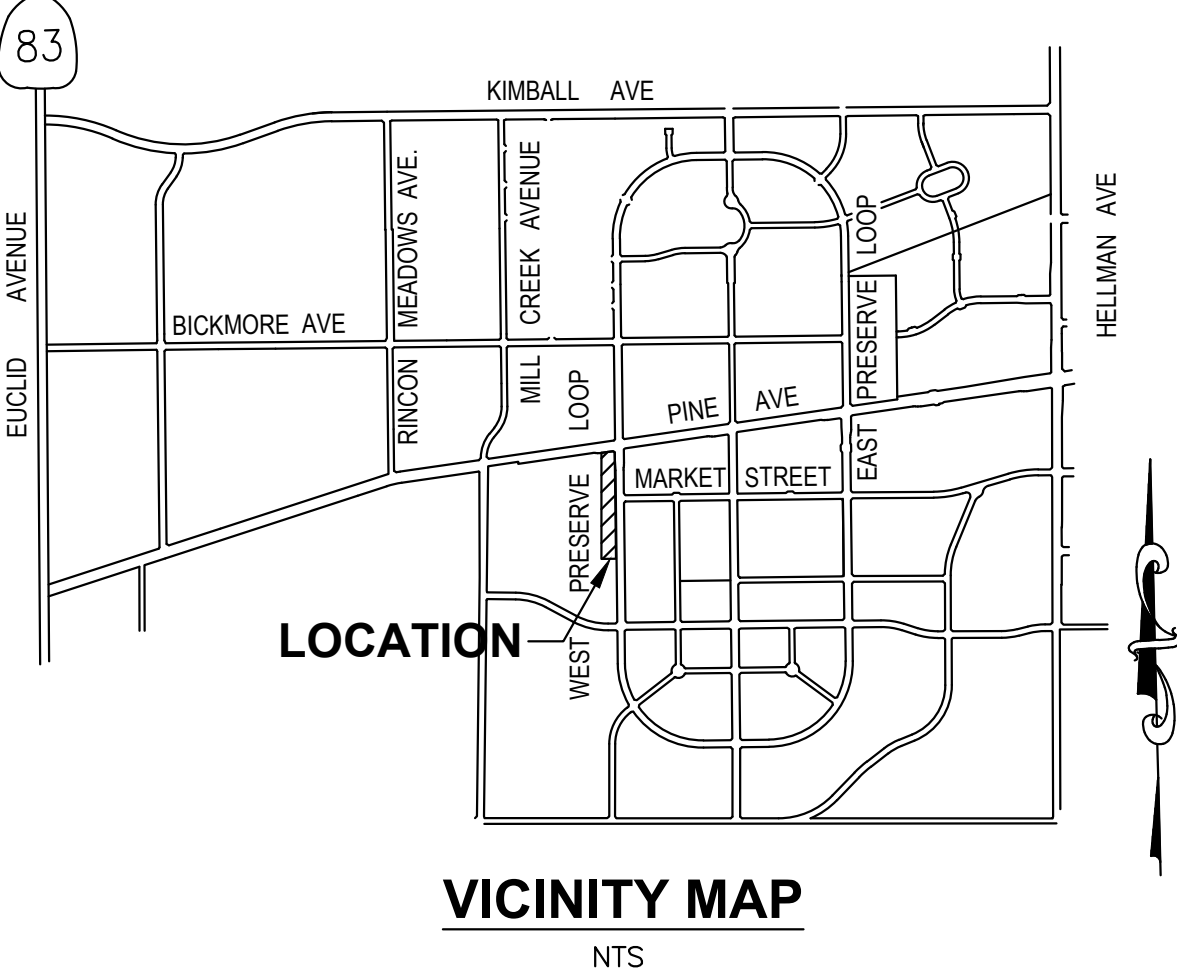 83
KIMBALL AVE
EUCLID AVENUE
RINCON MEADOWS AVE.
MILL CREEK AVENUE
BICKMORE AVE
WEST PRESERVE LOOP
PINE AVE
EAST PRESERVE LOOP
HELLMAN AVE
MARKET STREET
LOCATION
VICINITY MAP
NTS